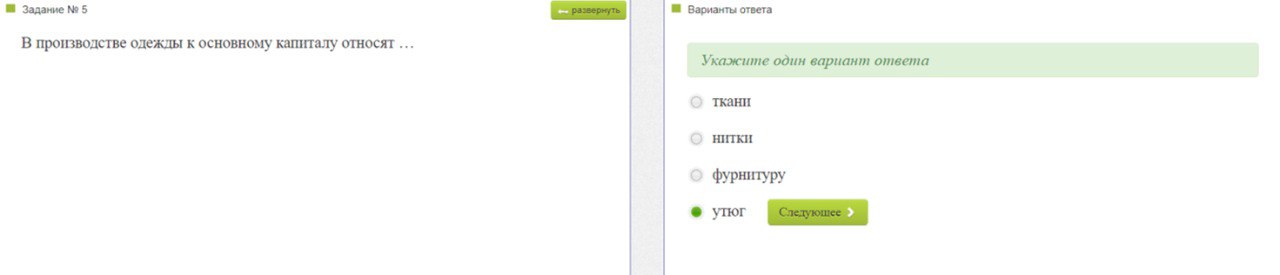 Задание № 5
развернуть
В производстве одежды к основному капиталу относят …
Варианты ответа
Укажите один вариант ответа
ткани
нитки
фурнитуру
утюг
Следующее